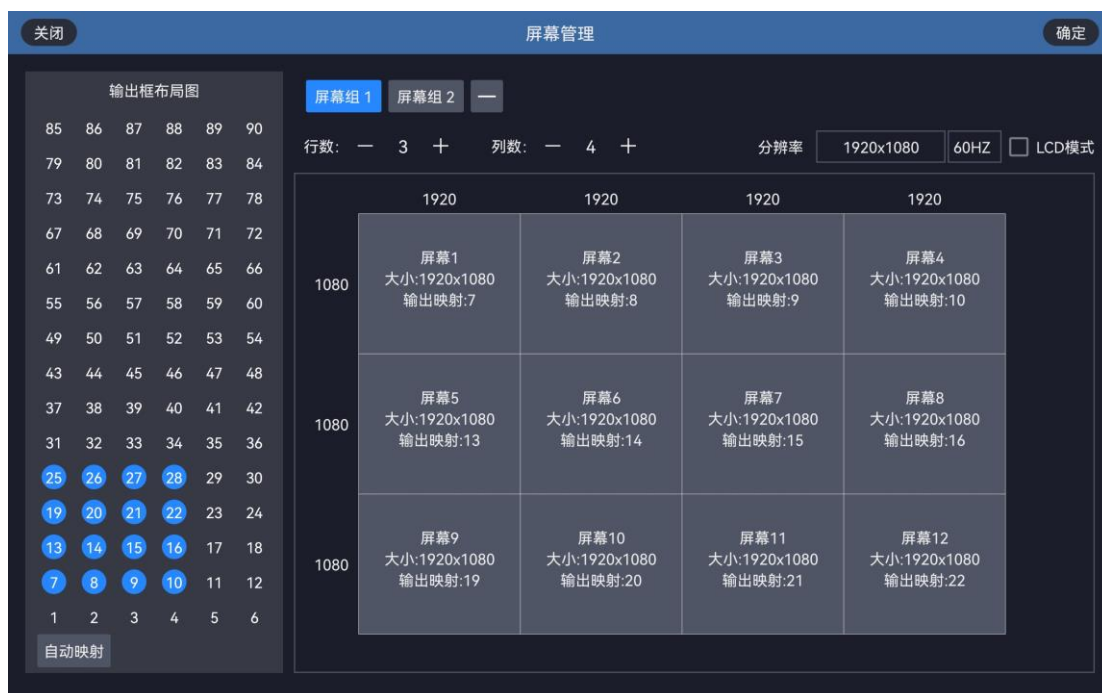 关闭 屏幕管理 确定
输出框布局图
85 86 87 88 89 90
79 80 81 82 83 84
73 74 75 76 77 78
67 68 69 70 71 72
61 62 63 64 65 66
55 56 57 58 59 60
49 50 51 52 53 54
43 44 45 46 47 48
37 38 39 40 41 42
31 32 33 34 35 36
25 26 27 28 29 30
19 20 21 22 23 24
13 14 15 16 17 18
7 8 9 10 11 12
1 2 3 4 5 6
自动映射
屏幕组 1 屏幕组 2 —
行数: — 3 + 列数: — 4 + 分辨率 1920x1080 60HZ LCD模式
1920 1920 1920 1920
屏幕1 屏幕2 屏幕3 屏幕4
1080 大小:1920x1080 大小:1920x1080 大小:1920x1080 大小:1920x1080
输出映射:7 输出映射:8 输出映射:9 输出映射:10
屏幕5 屏幕6 屏幕7 屏幕8
1080 大小:1920x1080 大小:1920x1080 大小:1920x1080 大小:1920x1080
输出映射:13 输出映射:14 输出映射:15 输出映射:16
屏幕9 屏幕10 屏幕11 屏幕12
1080 大小:1920x1080 大小:1920x1080 大小:1920x1080 大小:1920x1080
输出映射:19 输出映射:20 输出映射:21 输出映射:22